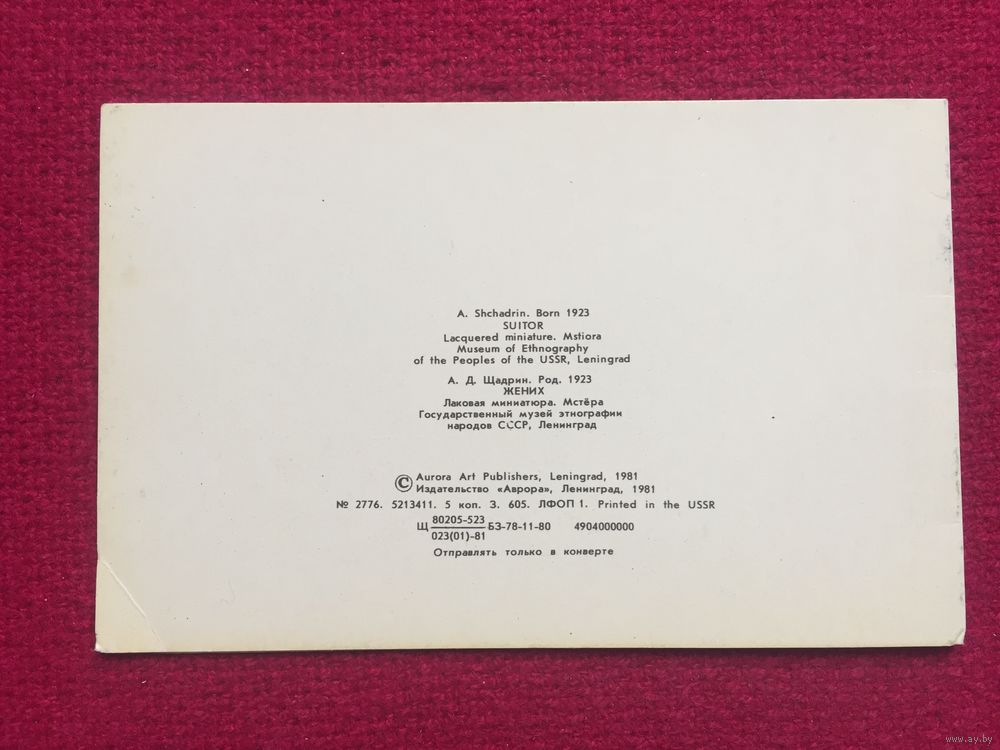 A. Shchadrin. Born 1923
SUITOR
Lacquered miniature. Mstiora
Museum of Ethnography
of the Peoples of the USSR, Leningrad
А. Д. Щадрин. Род. 1923
ЖЕНИХ
Лаковая миниатюра. Мстёра
Государственный музей этнографии
народов СССР, Ленинград
© Aurora Art Publishers, Leningrad, 1981
Издательство «Аврора», Ленинград, 1981
№ 2776. 5213411. 5 коп. З. 605. ЛФОП 1. Printed in the USSR
80205-523
Щ БЗ-78-11-80 4904000000
023(01)-81
Отправлять только в конверте
www.ay.by